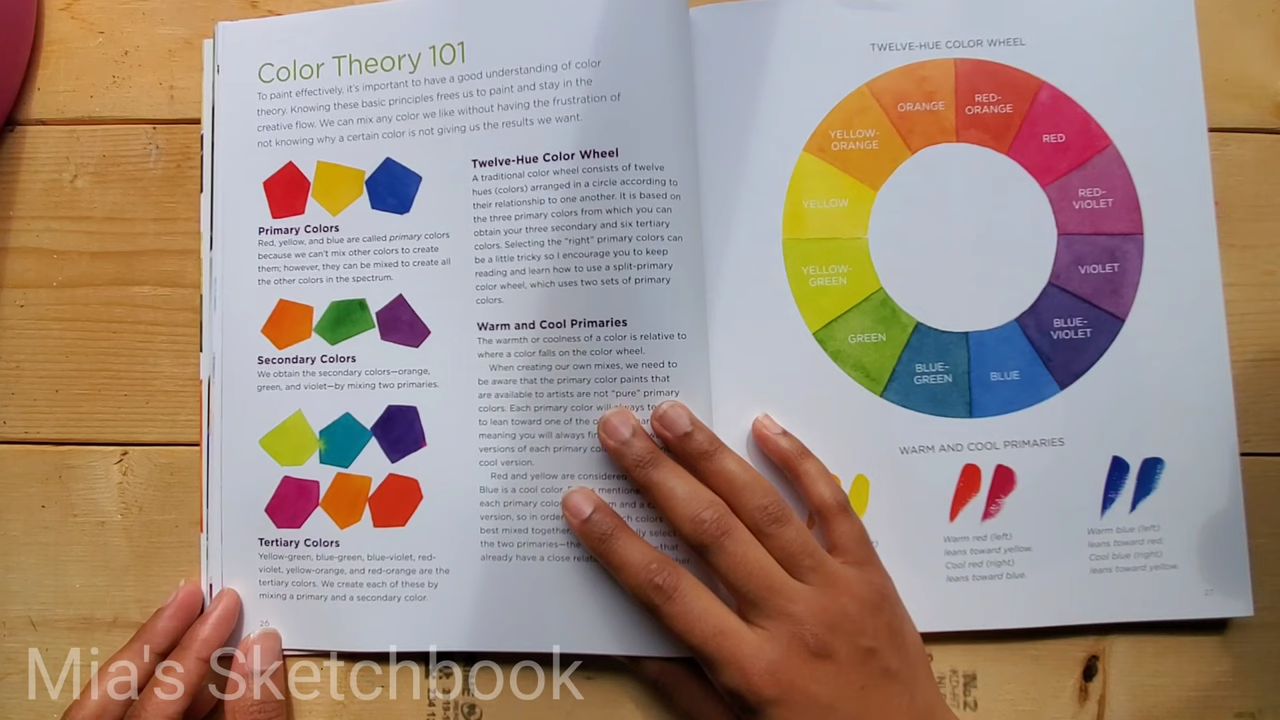 Color Theory 101
To paint effectively, it's important to have a good understanding of color
theory. Knowing these basic principles frees us to paint and stay in the
creative flow. We can mix any color we like without having the frustration of
not knowing why a certain color is not giving us the results we want.
Primary Colors
Red, yellow, and blue are called primary colors
because we can't mix other colors to create
them; however, they can be mixed to create all
the other colors in the spectrum.
Secondary Colors
We obtain the secondary colors—orange,
green, and violet—by mixing two primaries.
Tertiary Colors
Yellow-green, blue-green, blue-violet, red-
violet, yellow-orange, and red-orange are the
tertiary colors. We create each of these by
mixing a primary and a secondary color.
26
Twelve-Hue Color Wheel
A traditional color wheel consists of twelve
hues (colors) arranged in a circle according to
their relationship to one another. It is based on
the three primary colors from which you can
obtain your three secondary and six tertiary
colors. Selecting the "right" primary colors can
be a little tricky so I encourage you to keep
reading and learn how to use a split-primary
color wheel, which uses two sets of primary
colors.
Warm and Cool Primaries
The warmth or coolness of a color is relative to
where a color falls on the color wheel.
When creating our own mixes, we need to
be aware that the primary color paints that
are available to artists are not "pure" primary
colors. Each primary color will always
to lean toward one of the
meaning you will always
versions of each primary
cool version.
Red and yellow are considered
Blue is a cool color.
each primary and a
version, so in colors
best mixed together, select
the two primaries—the that
already have a close
TWELVE-HUE COLOR WHEEL
ORANGE
RED-
ORANGE
RED
RED-
VIOLET
VIOLET
BLUE-
VIOLET
BLUE
BLUE-
GREEN
GREEN
YELLOW-
GREEN
YELLOW
YELLOW-
ORANGE
WARM AND COOL PRIMARIES
Warm red (left)
leans toward yellow.
Cool red (right)
leans toward blue.
Warm blue (left)
leans toward red.
Cool blue (right)
leans toward yellow.
27
Mia's Sketchbook